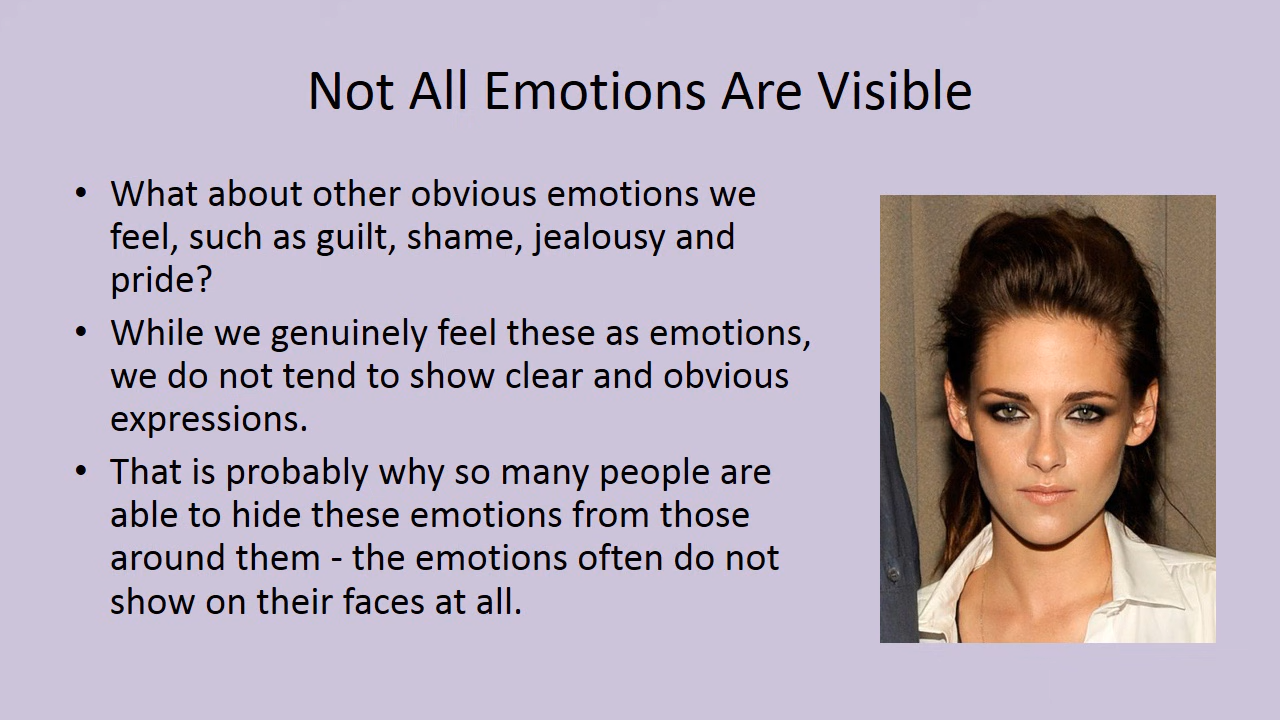 Not All Emotions Are Visible
• What about other obvious emotions we
feel, such as guilt, shame, jealousy and
pride?
• While we genuinely feel these as emotions,
we do not tend to show clear and obvious
expressions.
• That is probably why so many people are
able to hide these emotions from those
around them - the emotions often do not
show on their faces at all.